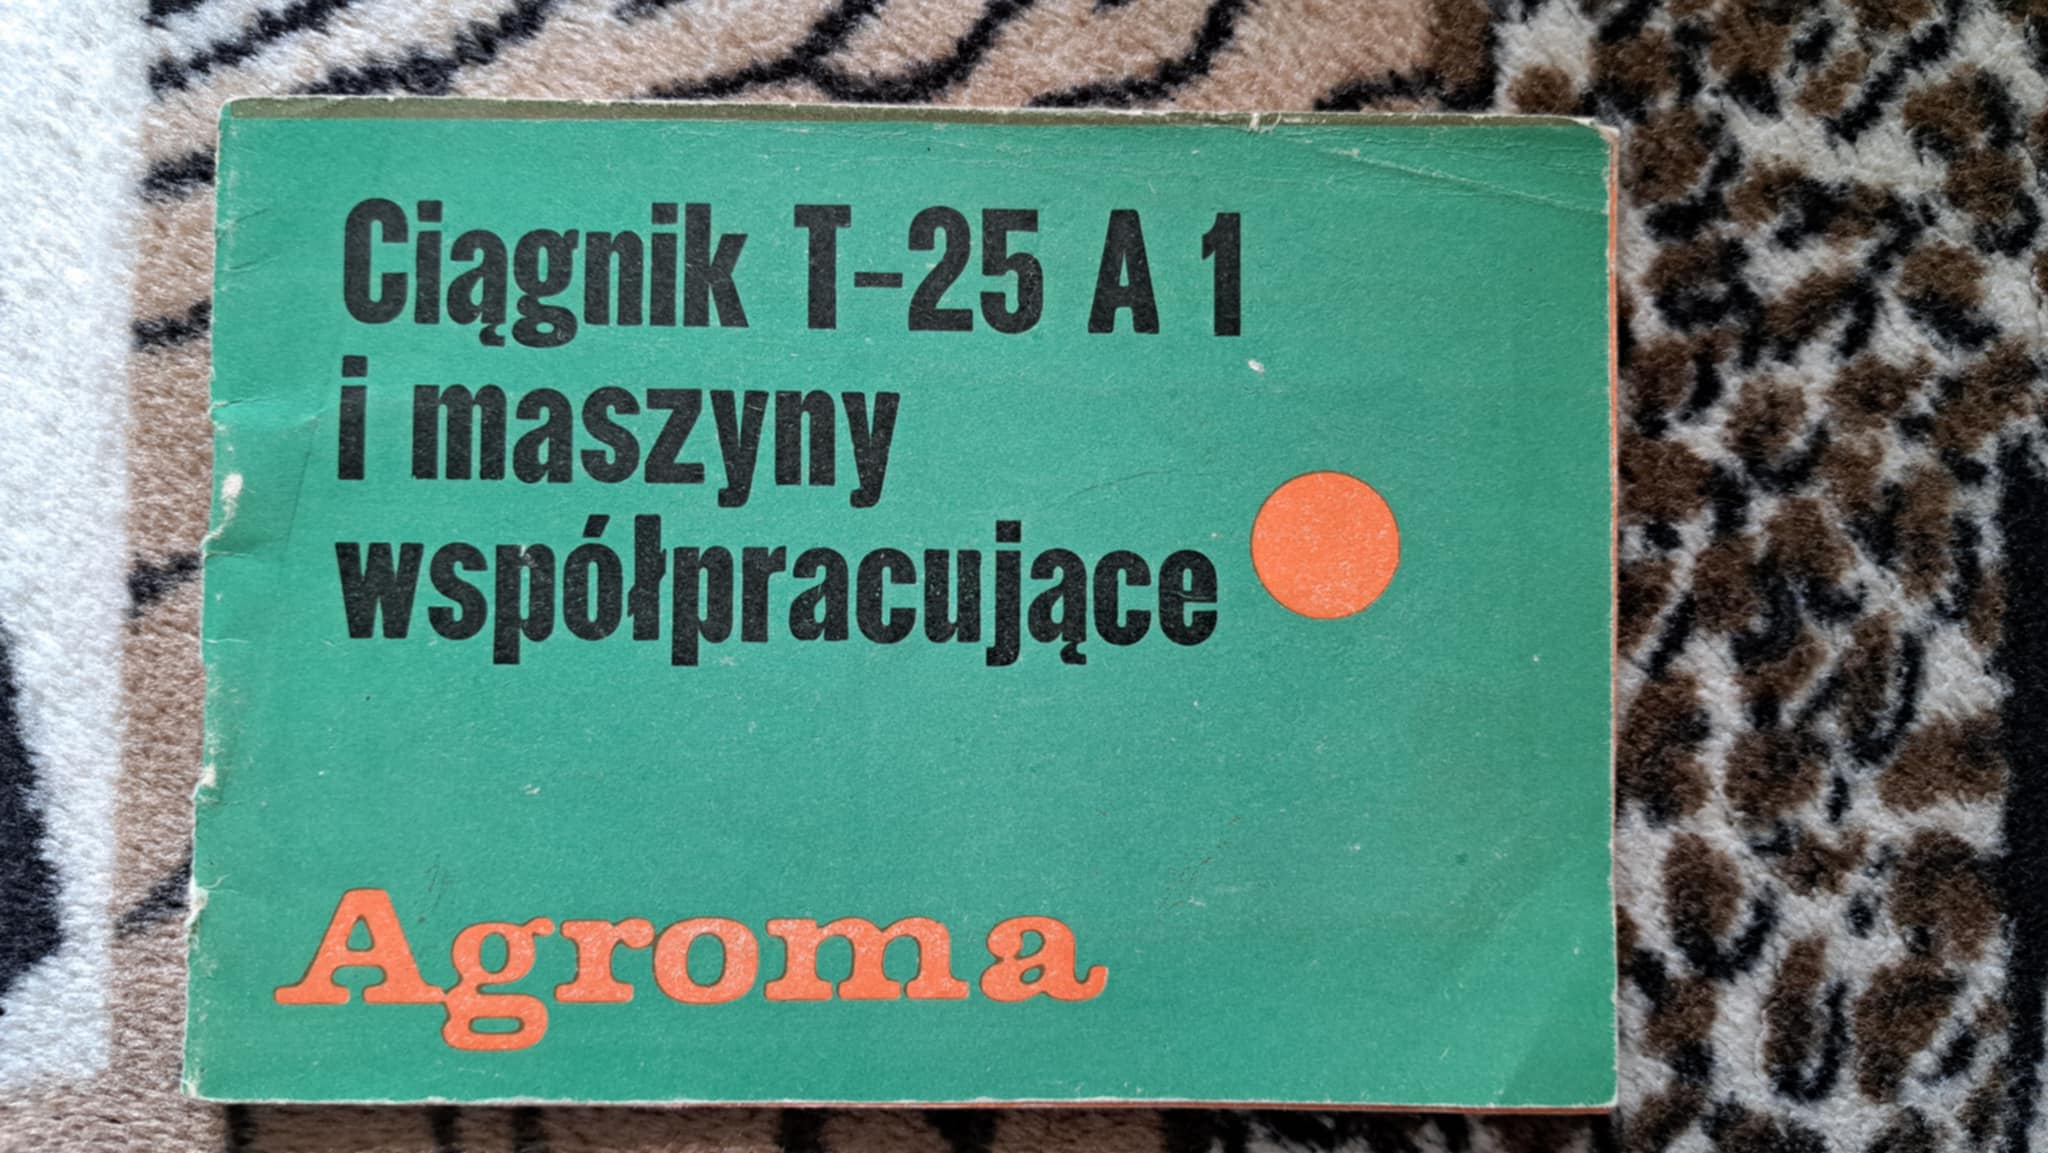 Ciągnik T-25 A 1
i maszyny
współpracujące
Agroma